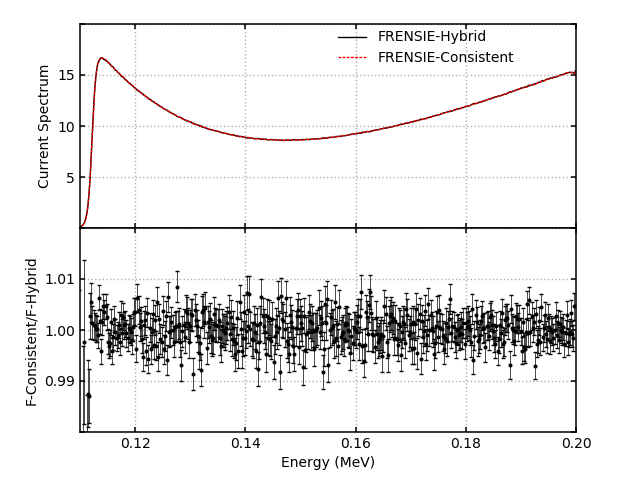 FRENSIE-Hybrid
FRENSIE-Consistent
15
10
5
Current Spectrum
1.01
1.00
0.99
F-Consistent/F-Hybrid
0.12
0.14
0.16
0.18
0.20
Energy (MeV)